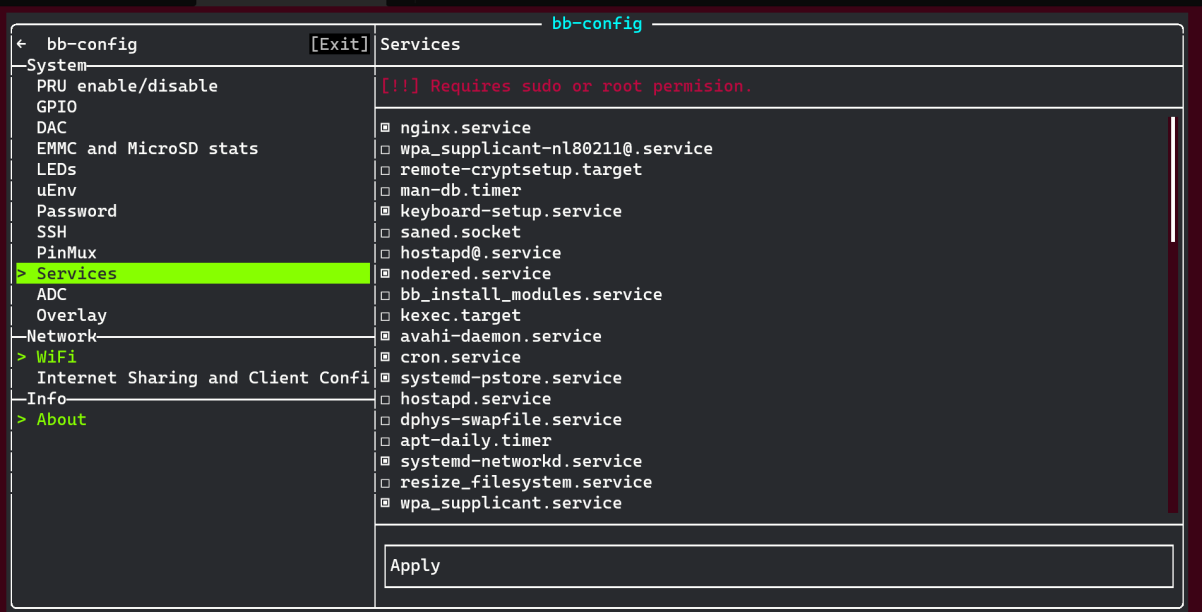 bb-config
← bb-config [Exit]
System
PRU enable/disable
GPIO
DAC
EMMC and MicroSD stats
LEDs
uEnv
Password
SSH
PinMux
> Services
ADC
Overlay
Network
> WiFi
Internet Sharing and Client Confi
Info
> About
Services
[!!] Requires sudo or root permision.
nginx.service
wpa_supplicant-nl80211@.service
remote-cryptsetup.target
man-db.timer
keyboard-setup.service
saned.socket
hostapd@.service
nodered.service
bb_install_modules.service
kexec.target
avahi-daemon.service
cron.service
systemd-pstore.service
hostapd.service
dphys-swapfile.service
apt-daily.timer
systemd-networkd.service
resize_filesystem.service
wpa_supplicant.service
Apply